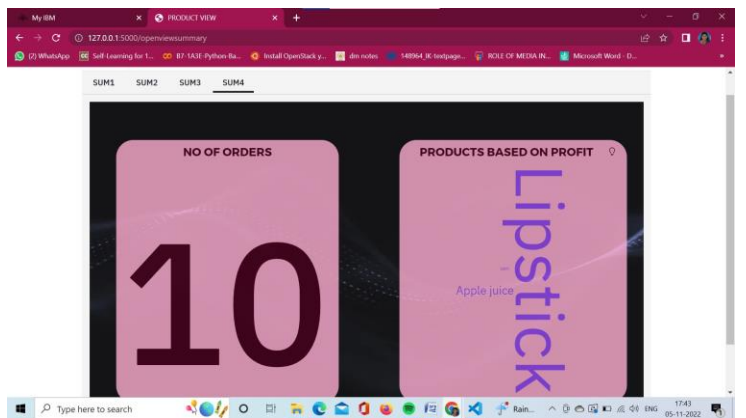 My IBM
PRODUCT VIEW
127.0.0.1:5000/openviewsummary
(2) WhatsApp
Self-Learning for 1...
B7-1A3E-Python-Ba...
Install OpenStack y...
dm notes
148964_IK-textpage...
ROLE OF MEDIA IN...
Microsoft Word - D...
SUM1 SUM2 SUM3 SUM4
NO OF ORDERS
10
PRODUCTS BASED ON PROFIT
Lipstick
Apple juice
Type here to search
Rain...
ENG
17:43
05-11-2022